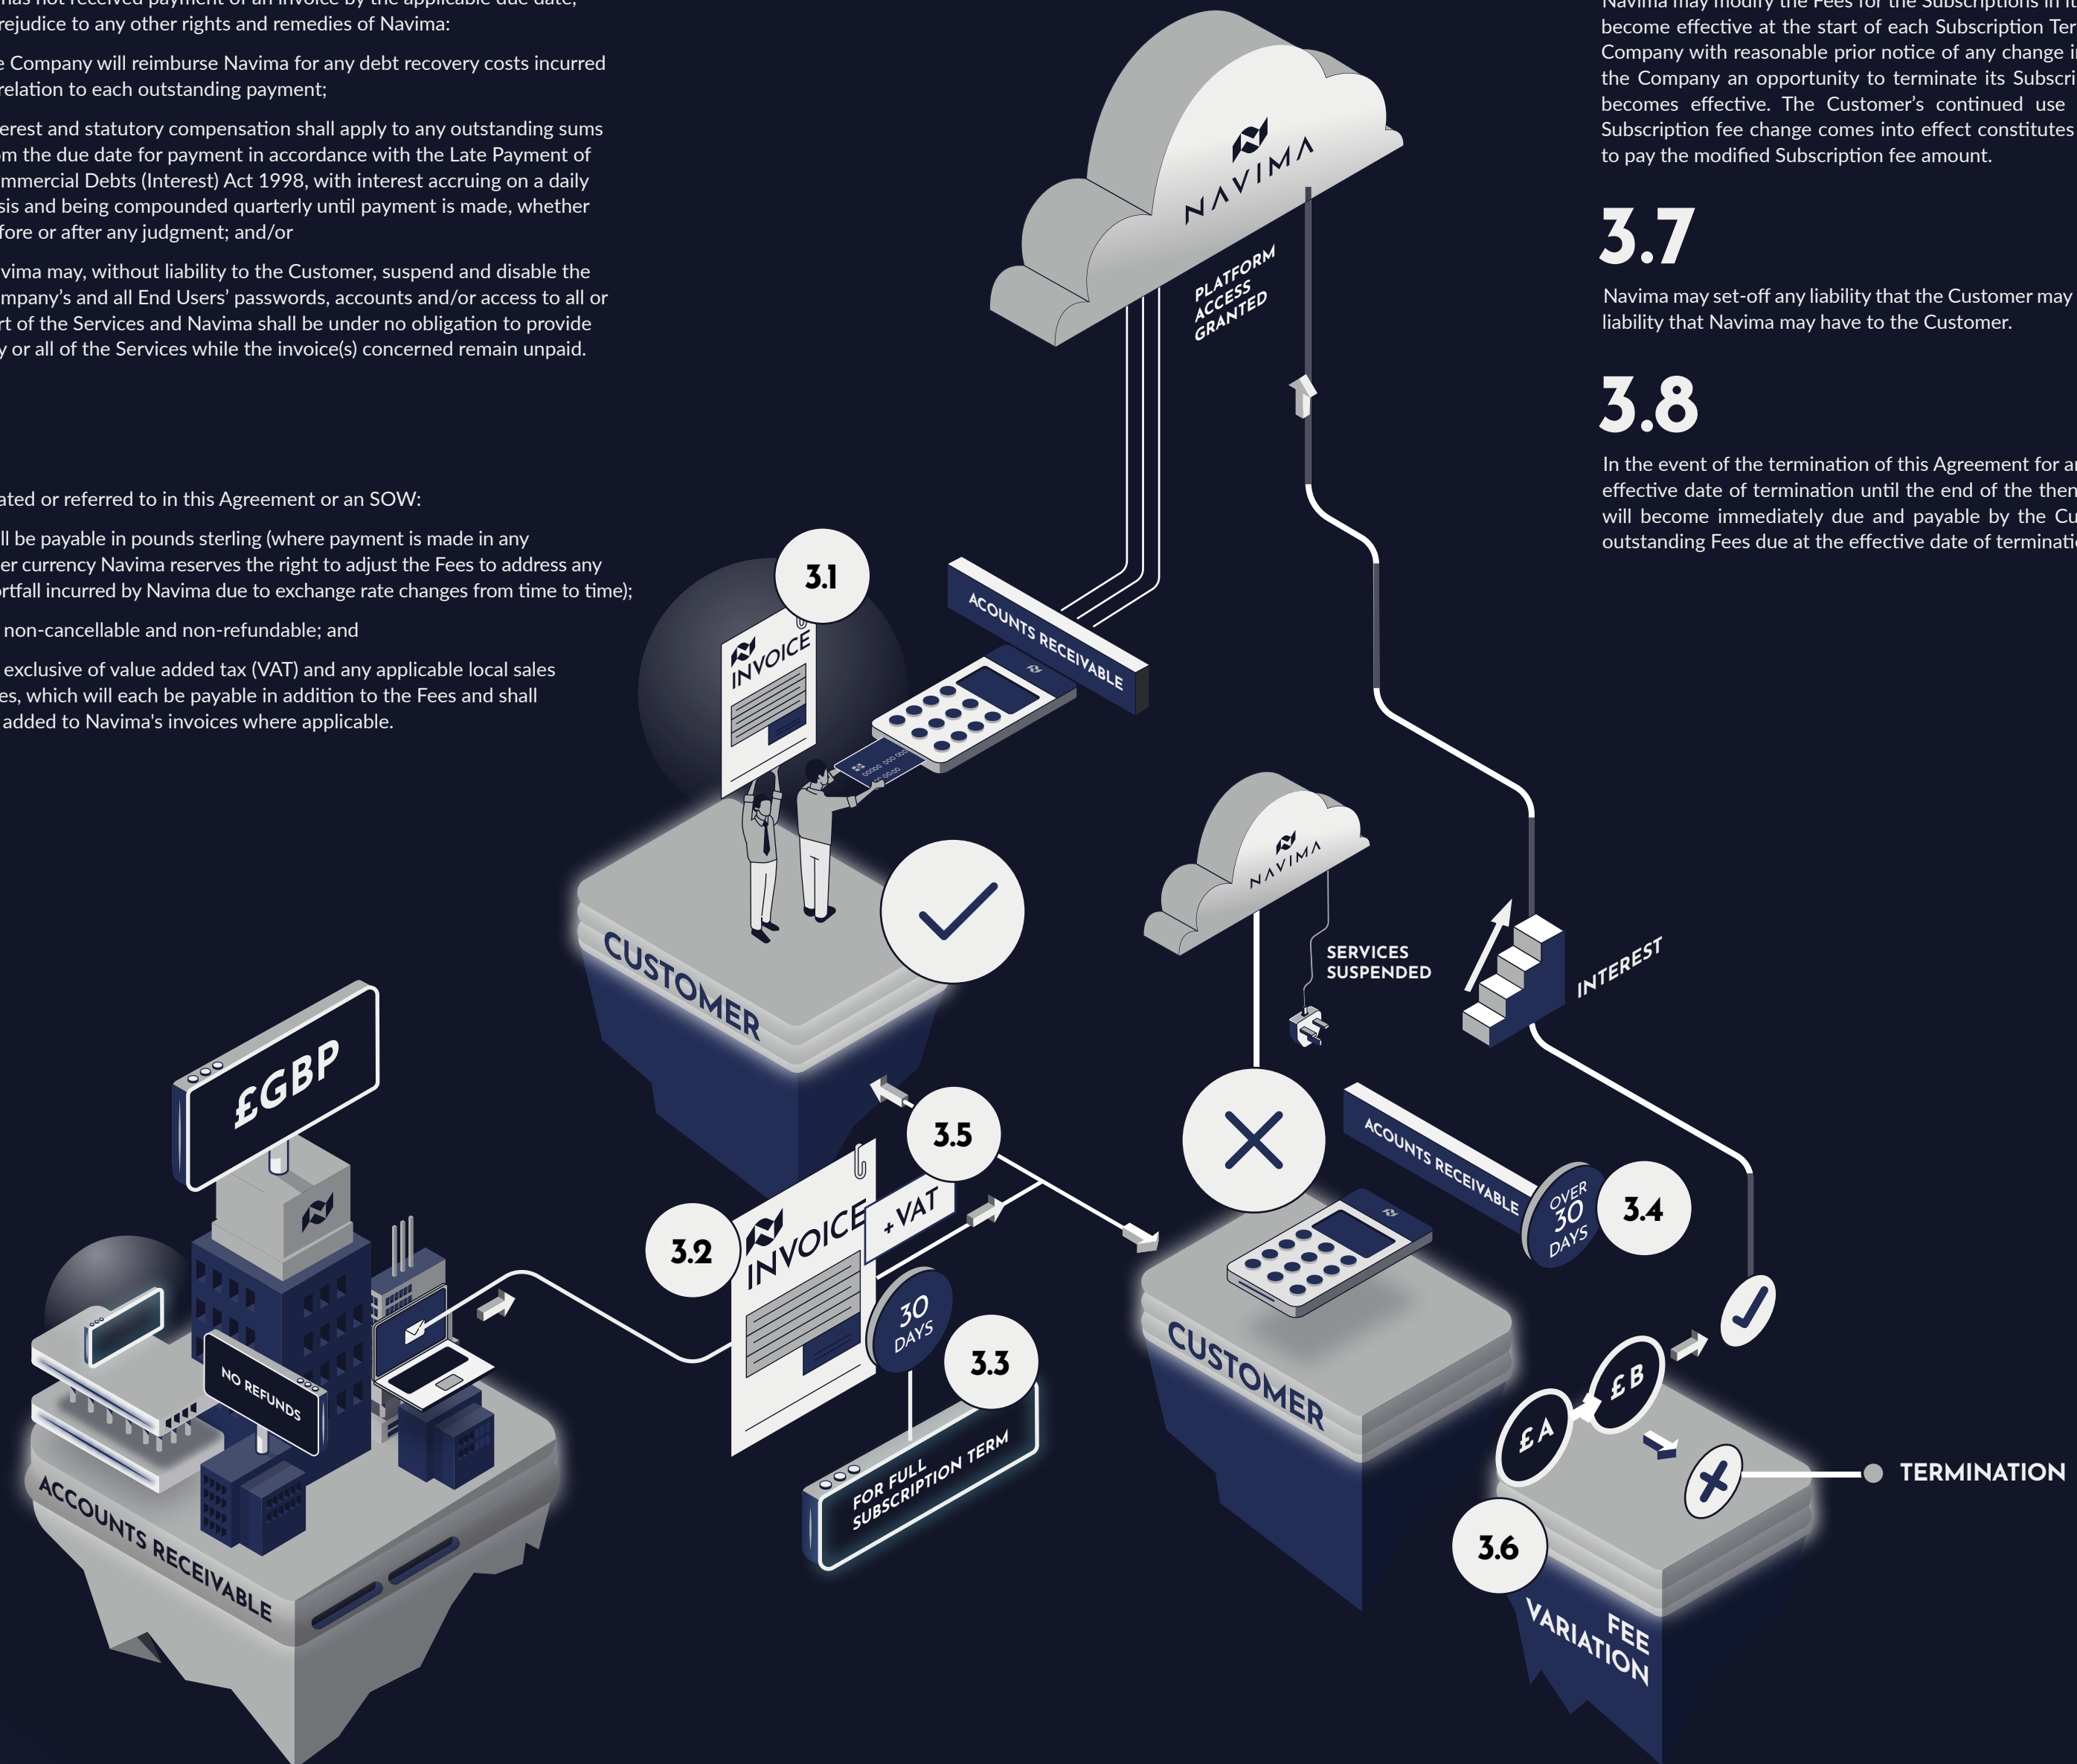 has not received payment of an invoice by the applicable due date,
rejudice to any other rights and remedies of Navima:
e Company will reimburse Navima for any debt recovery costs incurred
relation to each outstanding payment;
erest and statutory compensation shall apply to any outstanding sums
om the due date for payment in accordance with the Late Payment of
mmercial Debts (Interest) Act 1998, with interest accruing on a daily
sis and being compounded quarterly until payment is made, whether
fore or after any judgment; and/or
vima may, without liability to the Customer, suspend and disable the
mpany's and all End Users' passwords, accounts and/or access to all or
rt of the Services and Navima shall be under no obligation to provide
y or all of the Services while the invoice(s) concerned remain unpaid.
ated or referred to in this Agreement or an SOW:
ll be payable in pounds sterling (where payment is made in any
er currency Navima reserves the right to adjust the Fees to address any
ortfall incurred by Navima due to exchange rate changes from time to time);
non-cancellable and non-refundable; and
exclusive of value added tax (VAT) and any applicable local sales
es, which will each be payable in addition to the Fees and shall
added to Navima's invoices where applicable.
Navima may modify the Fees for the Subscriptions in it
become effective at the start of each Subscription Ter
Company with reasonable prior notice of any change i
the Company an opportunity to terminate its Subscri
becomes effective. The Customer's continued use
Subscription fee change comes into effect constitutes
to pay the modified Subscription fee amount.
3.7
Navima may set-off any liability that the Customer may
liability that Navima may have to the Customer.
3.8
In the event of the termination of this Agreement for a
effective date of termination until the end of the then
will become immediately due and payable by the Cu
outstanding Fees due at the effective date of terminati
NAVIMA
PLATFORM
ACCESS
GRANTED
3.1
INVOICE
ACOUNTS RECEIVABLE
CUSTOMER
NAVIMA
SERVICES
SUSPENDED
INTEREST
£GBP
3.5
3.2
INVOICE
+VAT
30
DAYS
3.3
FOR FULL
SUBSCRIPTION TERM
ACOUNTS RECEIVABLE
OVER
30
DAYS
3.4
CUSTOMER
NO REFUNDS
ACCOUNTS RECEIVABLE
£A
£B
TERMINATION
3.6
FEE
VARIATION